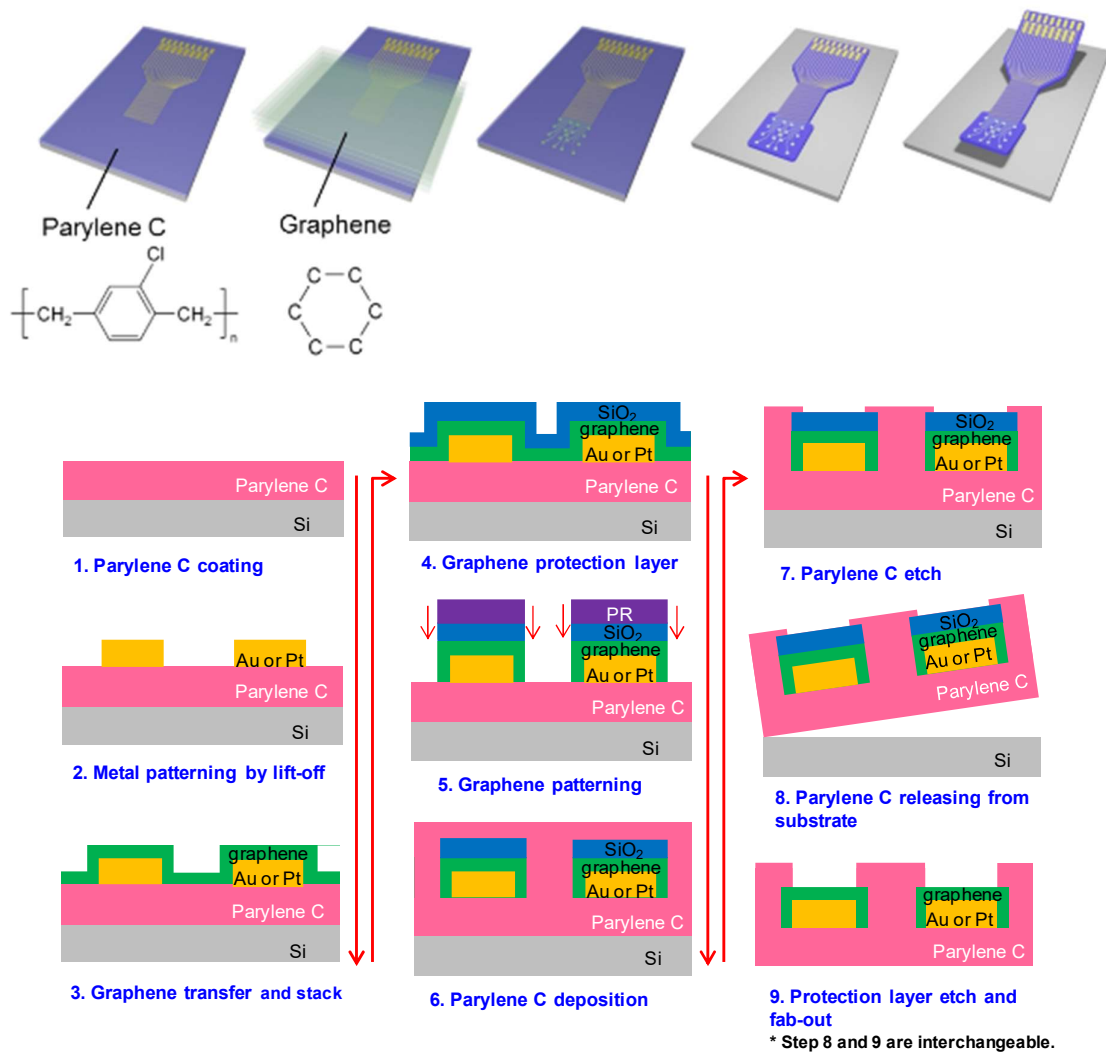 Parylene C
Graphene
Cl
CH2
CH2
n
C C
C C
C C
Parylene C
Si
1. Parylene C coating
Au or Pt
Parylene C
Si
2. Metal patterning by lift-off
graphene
Au or Pt
Parylene C
Si
3. Graphene transfer and stack
SiO2
graphene
Au or Pt
Parylene C
Si
4. Graphene protection layer
PR
SiO2
graphene
Au or Pt
Parylene C
Si
5. Graphene patterning
SiO2
graphene
Au or Pt
Parylene C
Si
6. Parylene C deposition
SiO2
graphene
Au or Pt
Parylene C
Si
7. Parylene C etch
SiO2
graphene
Au or Pt
Parylene C
Si
8. Parylene C releasing from
substrate
graphene
Au or Pt
Parylene C
9. Protection layer etch and
fab-out
* Step 8 and 9 are interchangeable.